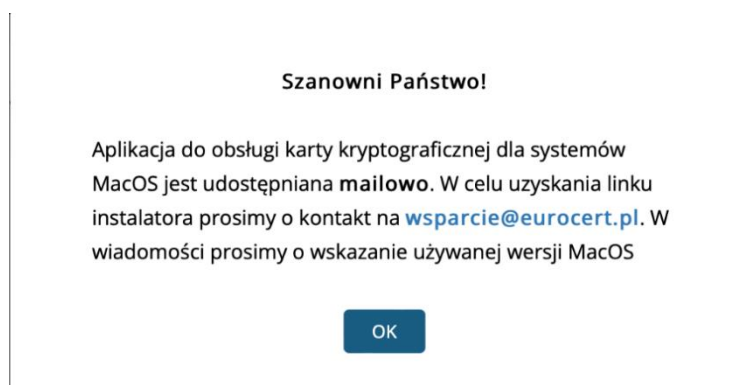 Szanowni Państwo!
Aplikacja do obsługi karty kryptograficznej dla systemów
MacOS jest udostępniana mailowo. W celu uzyskania linku
instalatora prosimy o kontakt na wsparcie@eurocert.pl. W
wiadomości prosimy o wskazanie używanej wersji MacOS
OK